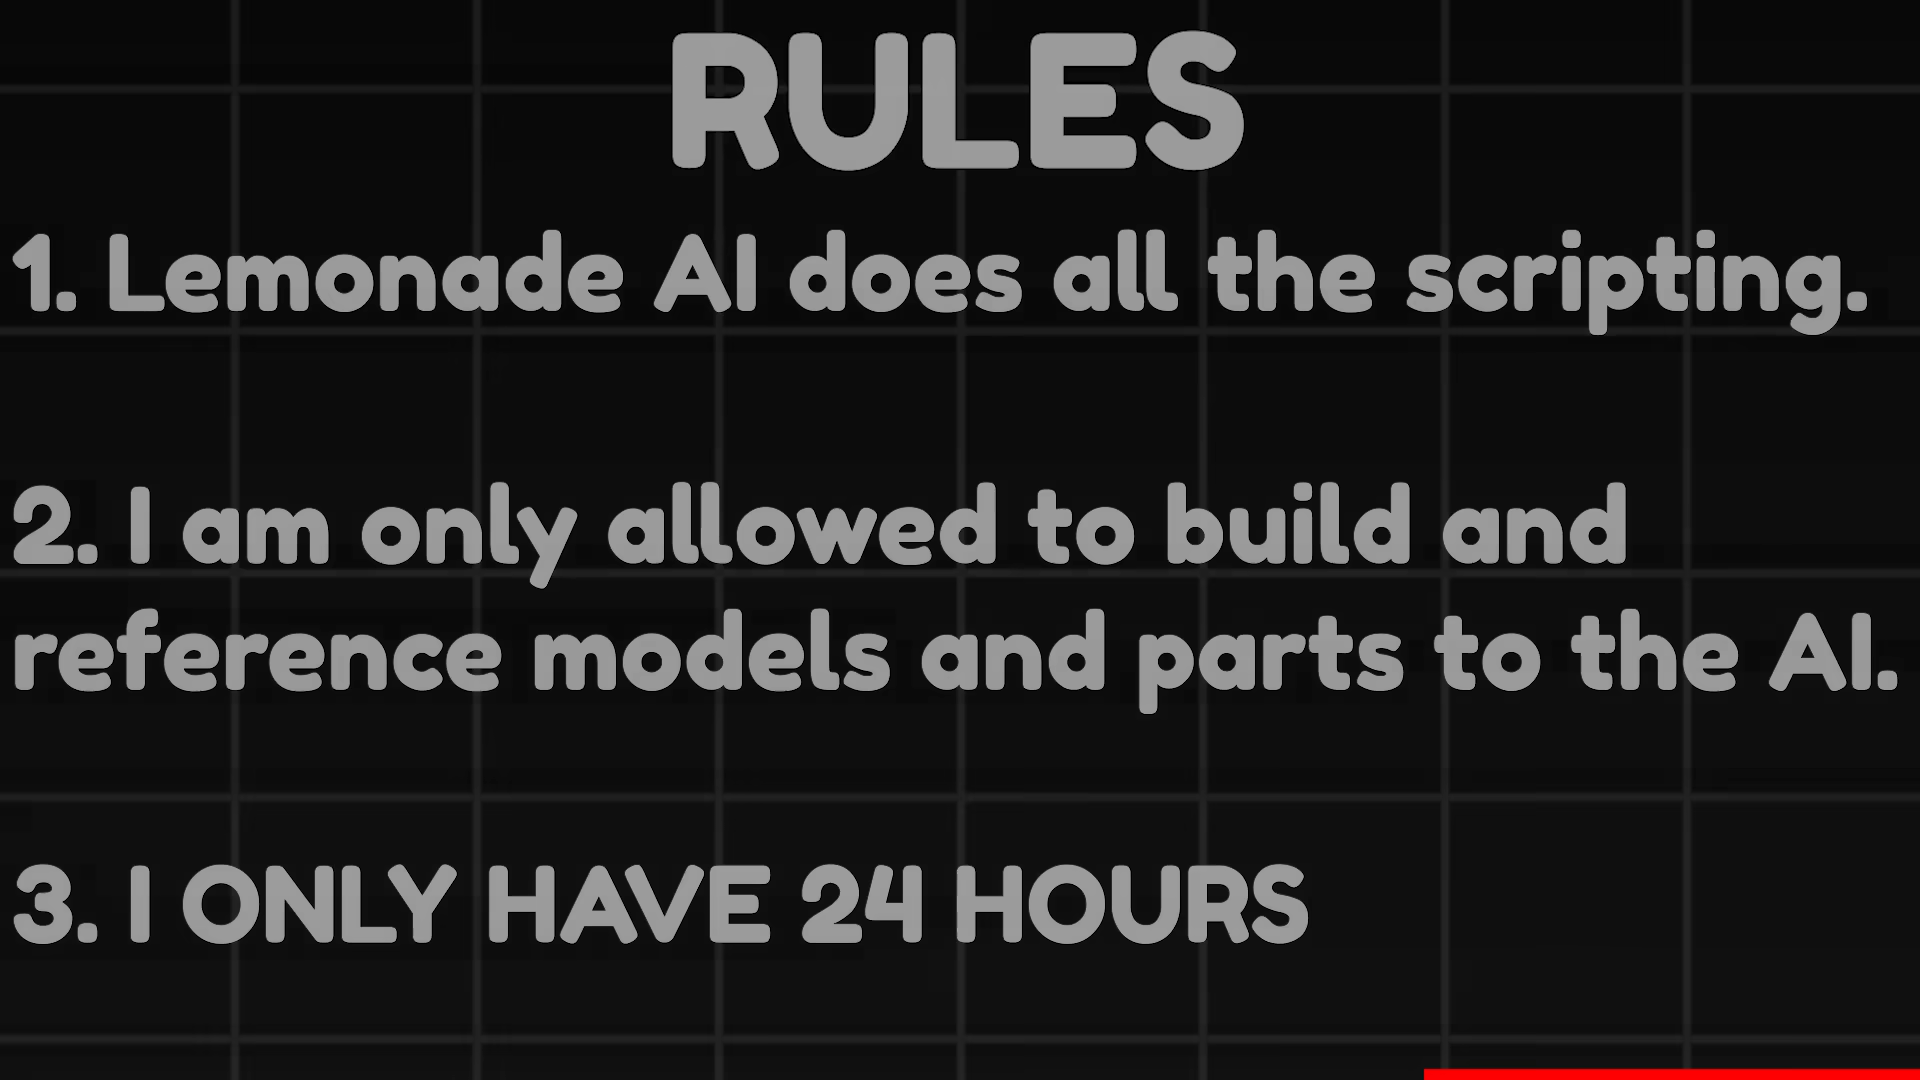 RULES
1. Lemonade AI does all the scripting.
2. I am only allowed to build and
reference models and parts to the AI.
3. I ONLY HAVE 24 HOURS